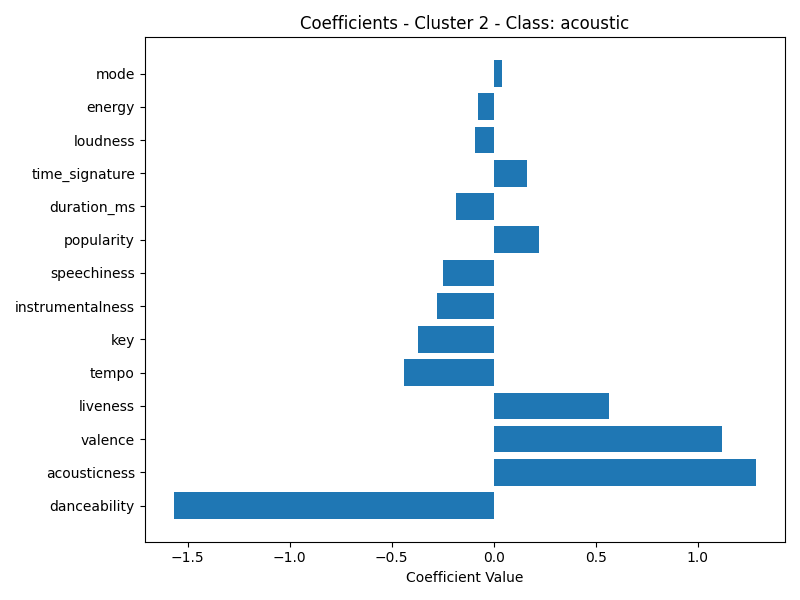 Coefficients - Cluster 2 - Class: acoustic
mode
energy
loudness
time_signature
duration_ms
popularity
speechiness
instrumentalness
key
tempo
liveness
valence
acousticness
danceability
−1.5 −1.0 −0.5 0.0 0.5 1.0
Coefficient Value